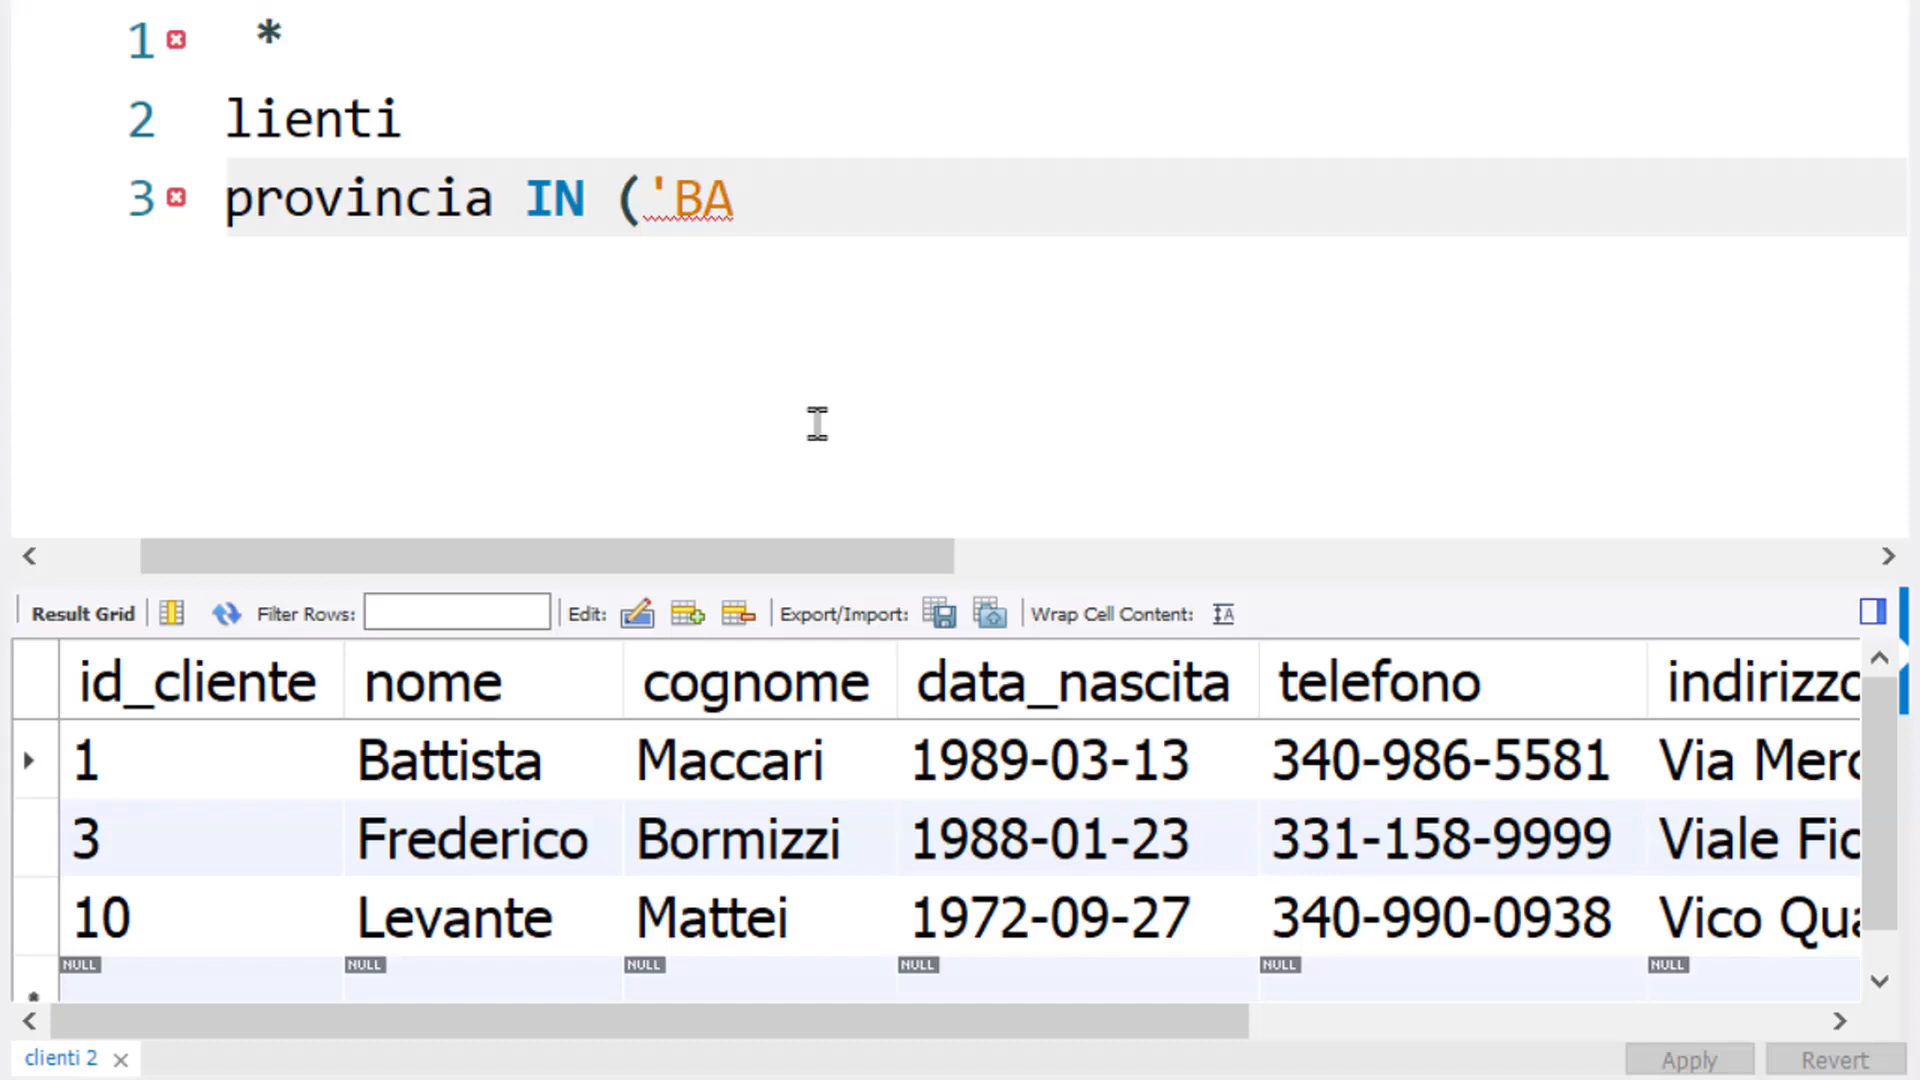 1 *
2 lienti
3 provincia IN ('BA
Result Grid Filter Rows: Edit: Export/Import: Wrap Cell Content:
id_cliente nome cognome data_nascita telefono indirizzo
1 Battista Maccari 1989-03-13 340-986-5581 Via Merc
3 Frederico Bormizzi 1988-01-23 331-158-9999 Viale Fio
10 Levante Mattei 1972-09-27 340-990-0938 Vico Qua
NULL NULL NULL NULL NULL NULL
clienti 2 Apply Revert